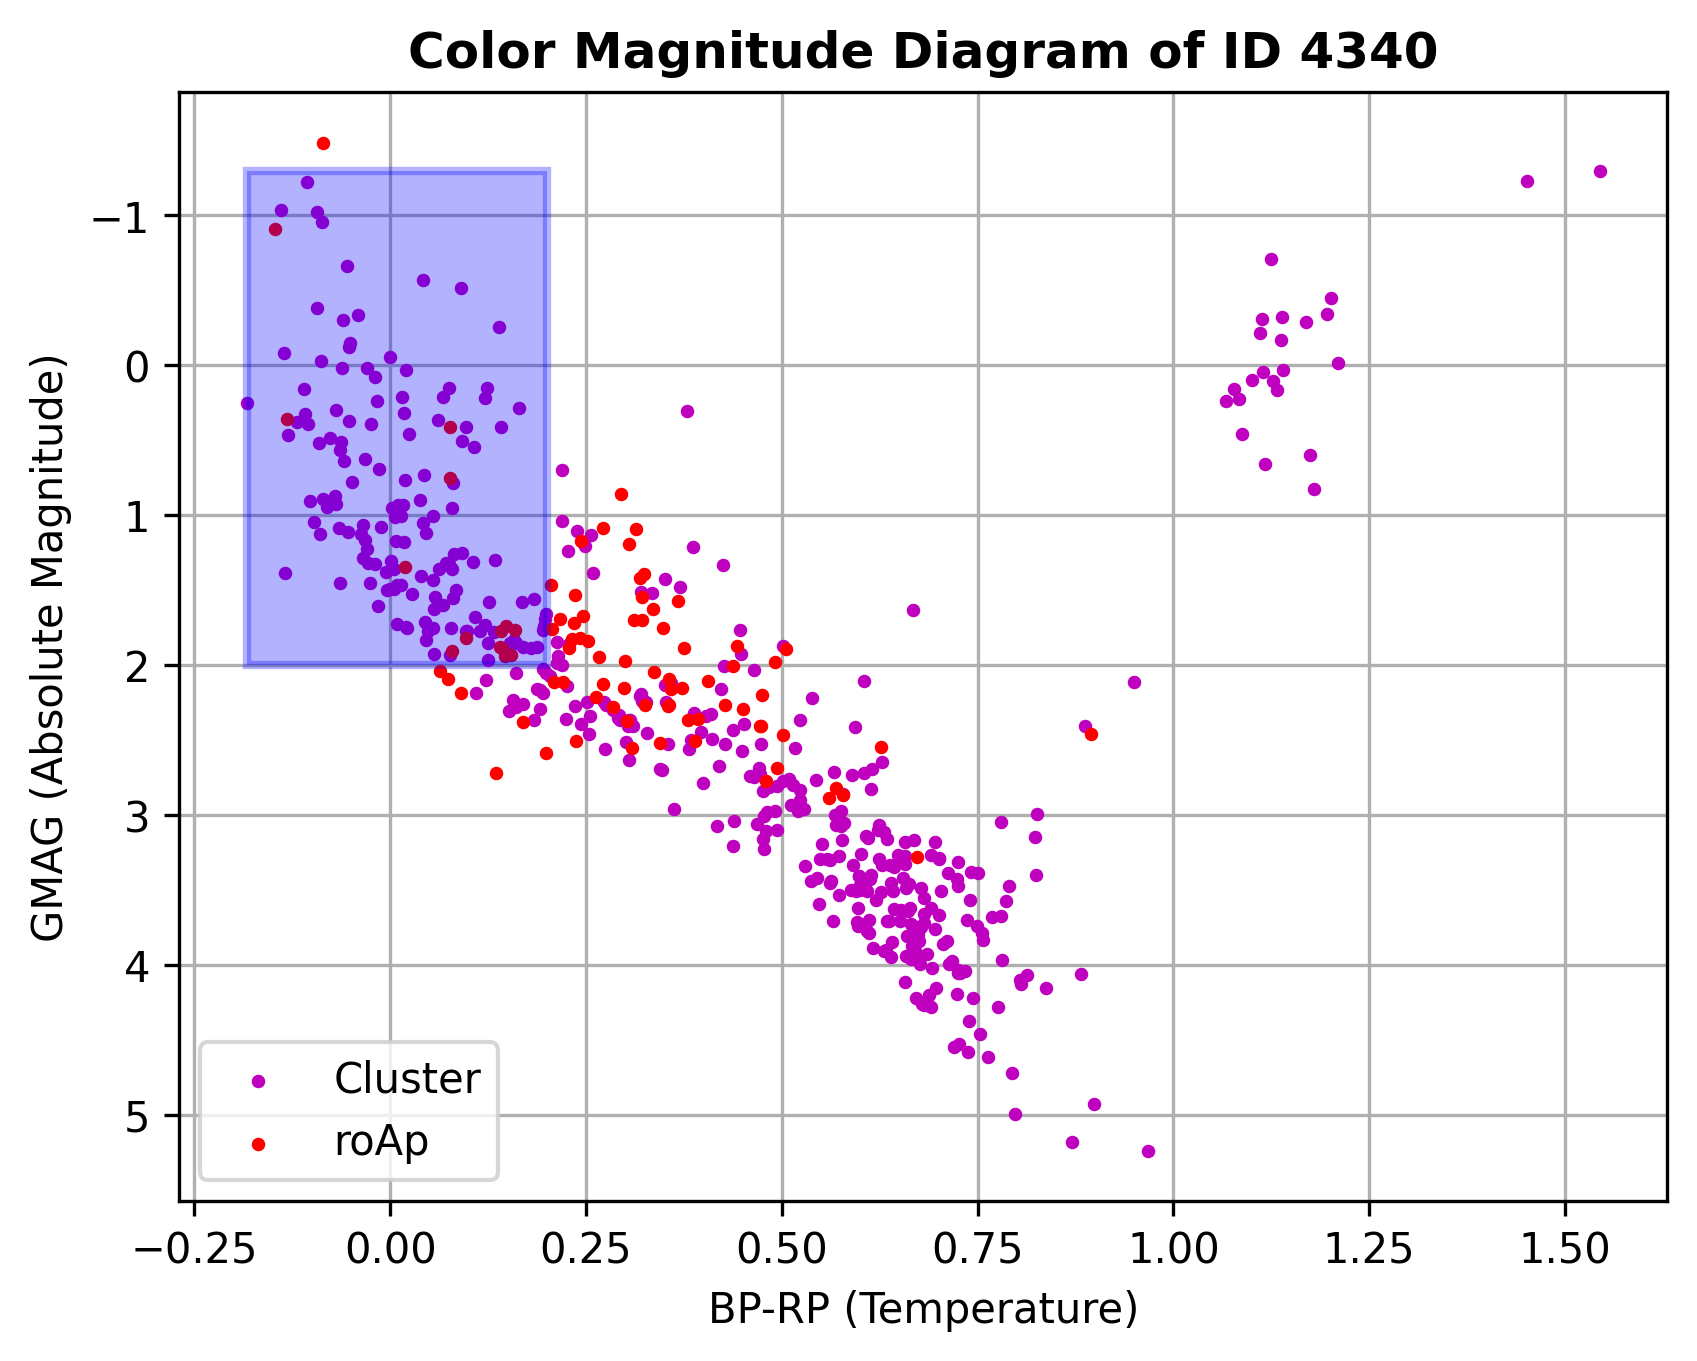 Color Magnitude Diagram of ID 4340
GMAG (Absolute Magnitude)
−1
0
1
2
3
4
5
Cluster
roAp
−0.25 0.00 0.25 0.50 0.75 1.00 1.25 1.50
BP-RP (Temperature)